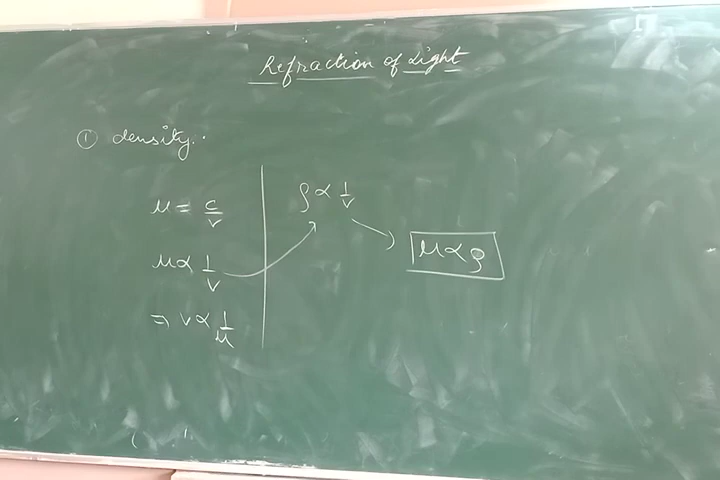 Refraction of Light
① density.
μ = c/v
μ ∝ 1/v
⇒ v ∝ 1/μ
ρ ∝ 1/v
μ ∝ ρ